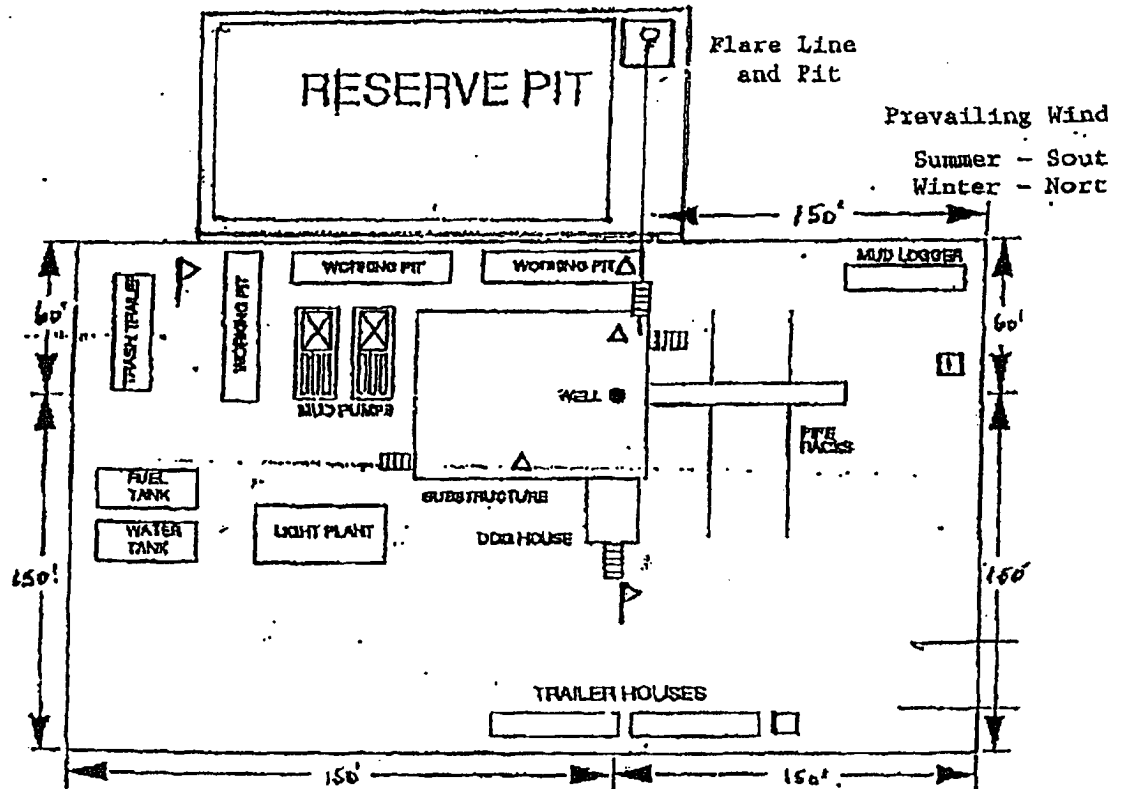 RESERVE PIT
Flare Line
and Pit
Prevailing Wind
Summer - Sout
Winter - Nort
150'
MUD LOGGER
WORKING PIT
WORKING PIT
60'
TRASH TRAILER
WORKING PIT
60'
WELL
MUD PUMPS
PIPE
RACKS
FUEL
TANK
SUBSTRUCTURE
WATER
TANK
LIGHT PLANT
DOG HOUSE
150'
150'
TRAILER HOUSES
150'
150'